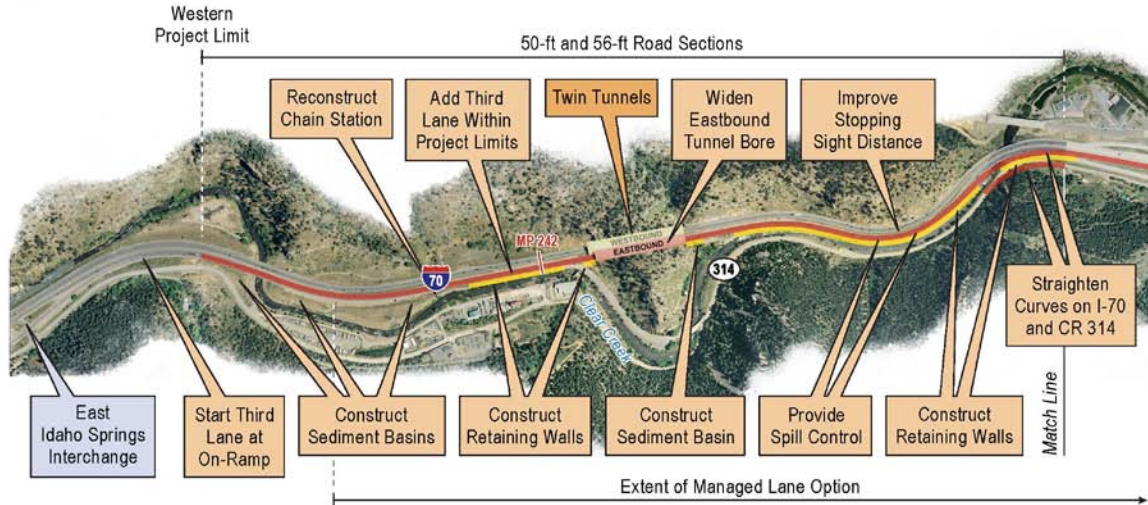 Western
Project Limit
50-ft and 56-ft Road Sections
Reconstruct
Chain Station
Add Third
Lane Within
Project Limits
Twin Tunnels
Widen
Eastbound
Tunnel Bore
Improve
Stopping
Sight Distance
MP 242
WESTBOUND
EASTBOUND
70
314
Clear Creek
Straighten
Curves on I-70
and CR 314
East
Idaho Springs
Interchange
Start Third
Lane at
On-Ramp
Construct
Sediment Basins
Construct
Retaining Walls
Construct
Sediment Basin
Provide
Spill Control
Construct
Retaining Walls
Match Line
Extent of Managed Lane Option